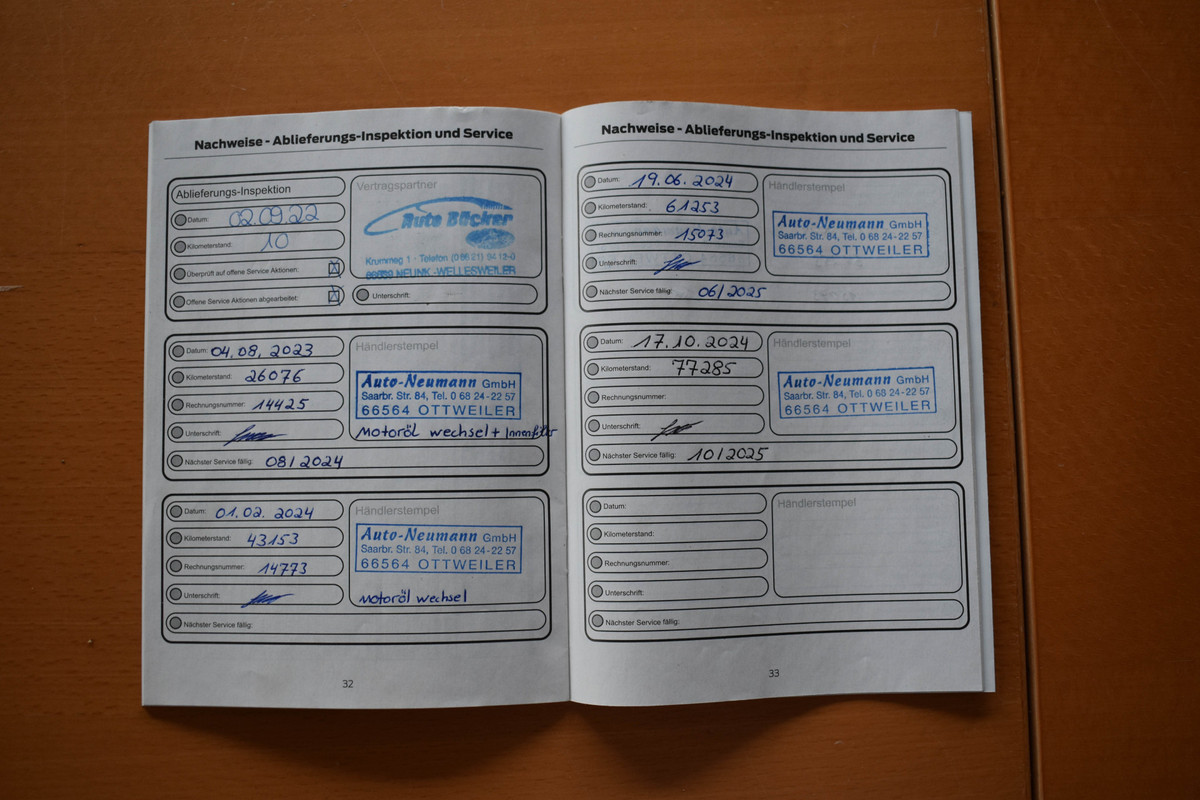 Nachweise - Ablieferungs-Inspektion und Service
Ablieferungs-Inspektion
Datum: 02.09.22
Kilometerstand: 10
Überprüft auf offene Service Aktionen: X
Offene Service Aktionen abgearbeitet: X
Vertragspartner
Auto Bücker
Krummeg 1 · Telefon (0 68 21) 94 12-0
66539 NEUNK.-WELLESWEILER
Unterschrift:
Datum: 04.08.2023
Kilometerstand: 26076
Rechnungsnummer: 14425
Unterschrift:
Nächster Service fällig: 08/2024
Händlerstempel
Auto-Neumann GmbH
Saarbr. Str. 84, Tel. 0 68 24-22 57
66564 OTTWEILER
Motoröl wechsel + Innenfilter
Datum: 01.02.2024
Kilometerstand: 43153
Rechnungsnummer: 14773
Unterschrift:
Nächster Service fällig:
Händlerstempel
Auto-Neumann GmbH
Saarbr. Str. 84, Tel. 0 68 24-22 57
66564 OTTWEILER
Motoröl wechsel
32
Nachweise - Ablieferungs-Inspektion und Service
Datum: 19.06.2024
Kilometerstand: 61253
Rechnungsnummer: 15073
Unterschrift:
Nächster Service fällig: 06/2025
Händlerstempel
Auto-Neumann GmbH
Saarbr. Str. 84, Tel. 0 68 24-22 57
66564 OTTWEILER
Datum: 17.10.2024
Kilometerstand: 77285
Rechnungsnummer:
Unterschrift:
Nächster Service fällig: 10/2025
Händlerstempel
Auto-Neumann GmbH
Saarbr. Str. 84, Tel. 0 68 24-22 57
66564 OTTWEILER
Datum:
Kilometerstand:
Rechnungsnummer:
Unterschrift:
Nächster Service fällig:
Händlerstempel
33